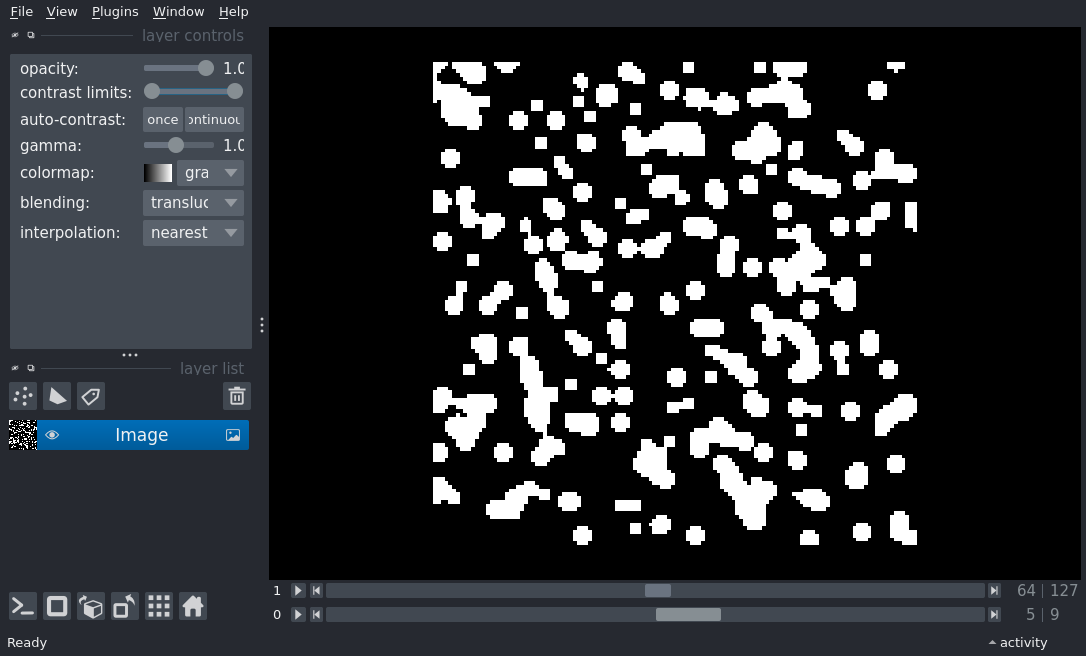 File View Plugins Window Help
layer controls
opacity: 1.0
contrast limits:
auto-contrast: once ontinuou
gamma: 1.0
colormap: gra
blending: transluc
interpolation: nearest
layer list
Image
1 64 127
0 5 9
Ready activity